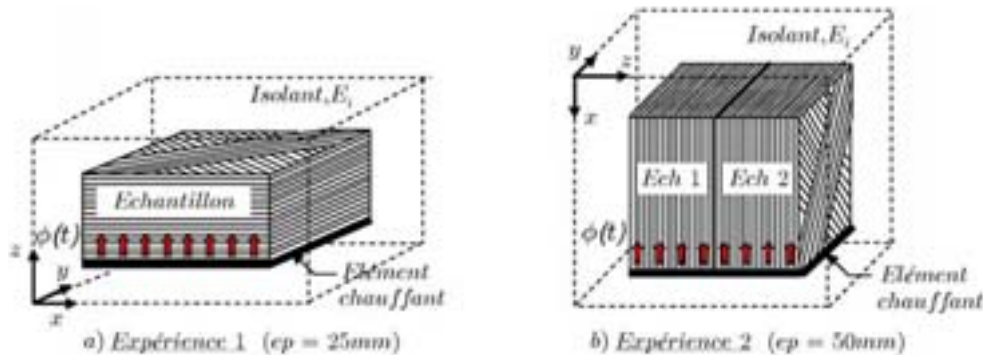 Isolant,E_i
Echantillon
ϕ(t)
z
y
x
Elément
chauffant
a) Expérience 1 (ep = 25mm)
y
z
x
Isolant,E_i
Ech 1
Ech 2
ϕ(t)
Elément
chauffant
b) Expérience 2 (ep = 50mm)